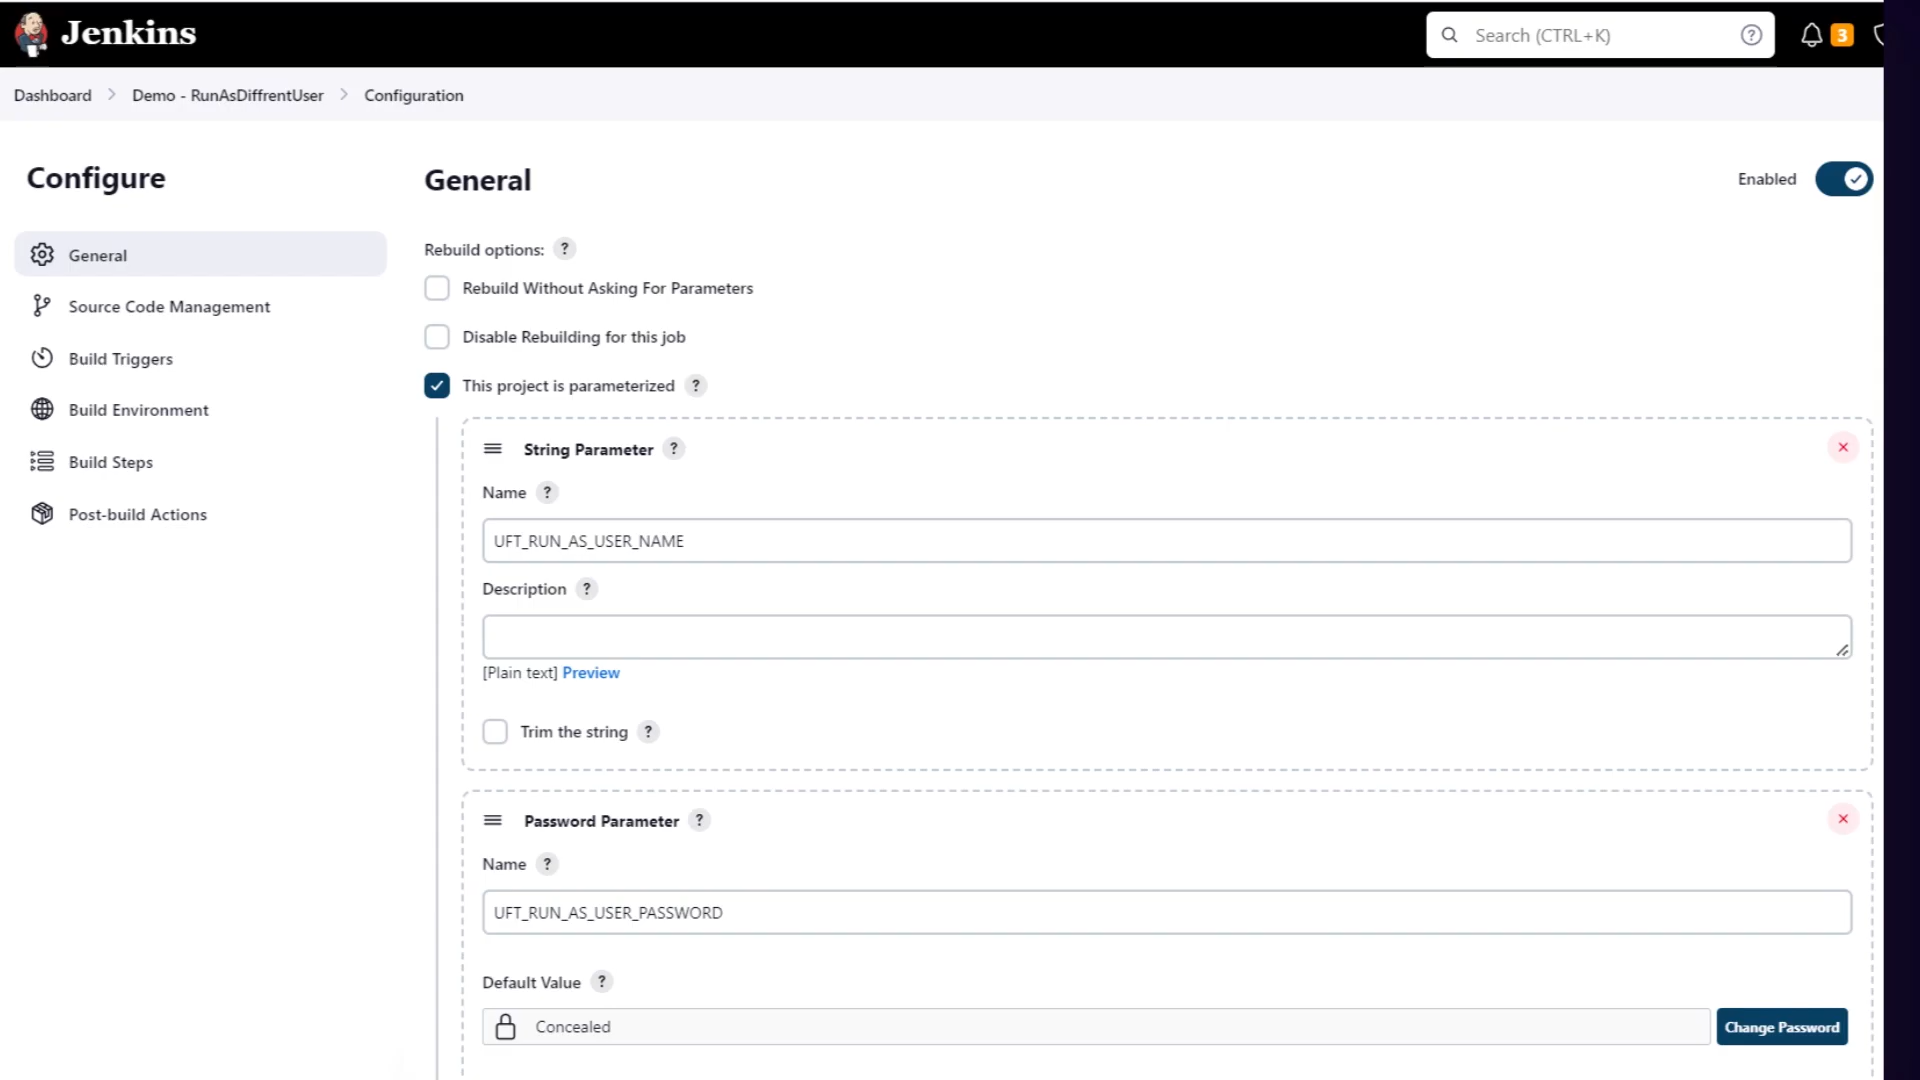 Jenkins
Search (CTRL+K)
?
3
Dashboard
Demo - RunAsDiffrentUser
Configuration
Configure
General
Source Code Management
Build Triggers
Build Environment
Build Steps
Post-build Actions
General
Enabled
Rebuild options: ?
Rebuild Without Asking For Parameters
Disable Rebuilding for this job
This project is parameterized ?
String Parameter ?
Name ?
UFT_RUN_AS_USER_NAME
Description ?
[Plain text] Preview
Trim the string ?
Password Parameter ?
Name ?
UFT_RUN_AS_USER_PASSWORD
Default Value ?
Concealed
Change Password